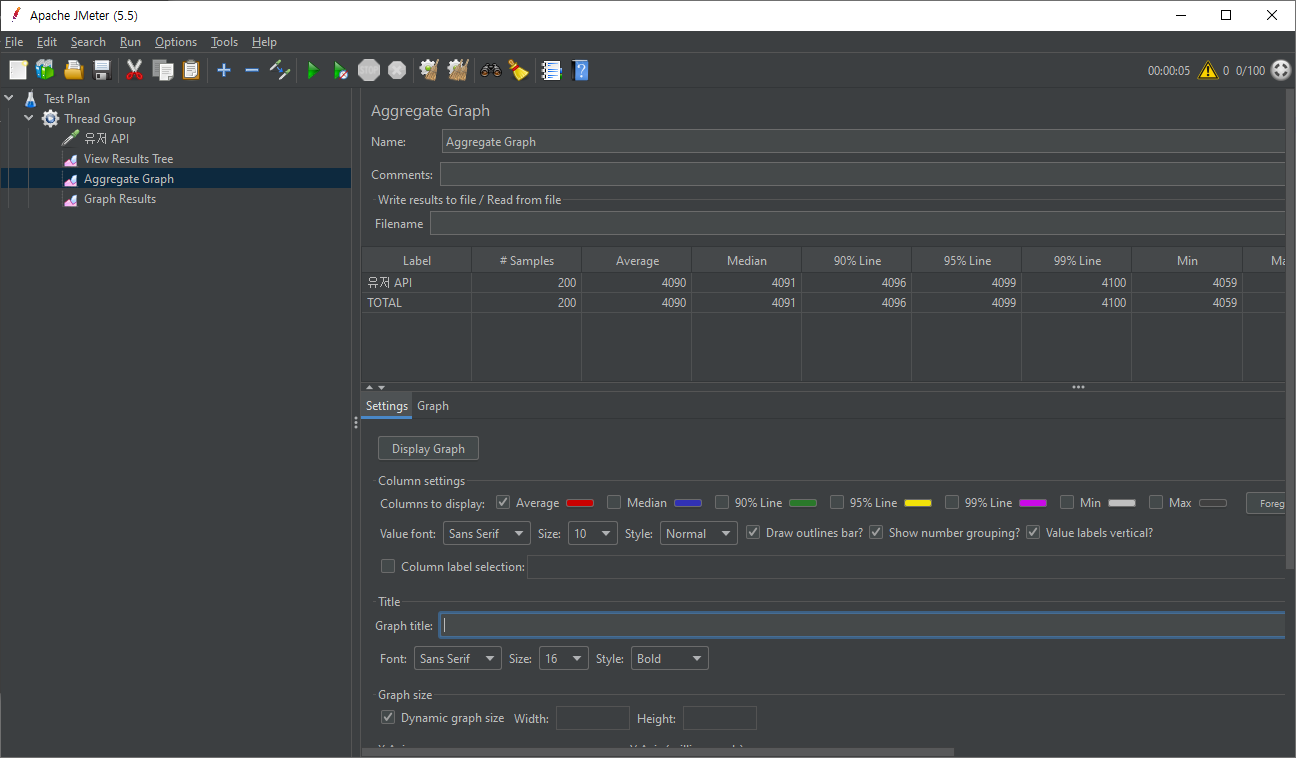 Apache JMeter (5.5)
File Edit Search Run Options Tools Help
STOP 00:00:05 0 0/100
Test Plan
Thread Group
유저 API
View Results Tree
Aggregate Graph
Graph Results
Aggregate Graph
Name: Aggregate Graph
Comments:
Write results to file / Read from file
Filename
Label # Samples Average Median 90% Line 95% Line 99% Line Min Ma
유저 API 200 4090 4091 4096 4099 4100 4059
TOTAL 200 4090 4091 4096 4099 4100 4059
Settings Graph
Display Graph
Column settings
Columns to display: Average Median 90% Line 95% Line 99% Line Min Max Foreg
Value font: Sans Serif Size: 10 Style: Normal Draw outlines bar? Show number grouping? Value labels vertical?
Column label selection:
Title
Graph title:
Font: Sans Serif Size: 16 Style: Bold
Graph size
Dynamic graph size Width: Height: